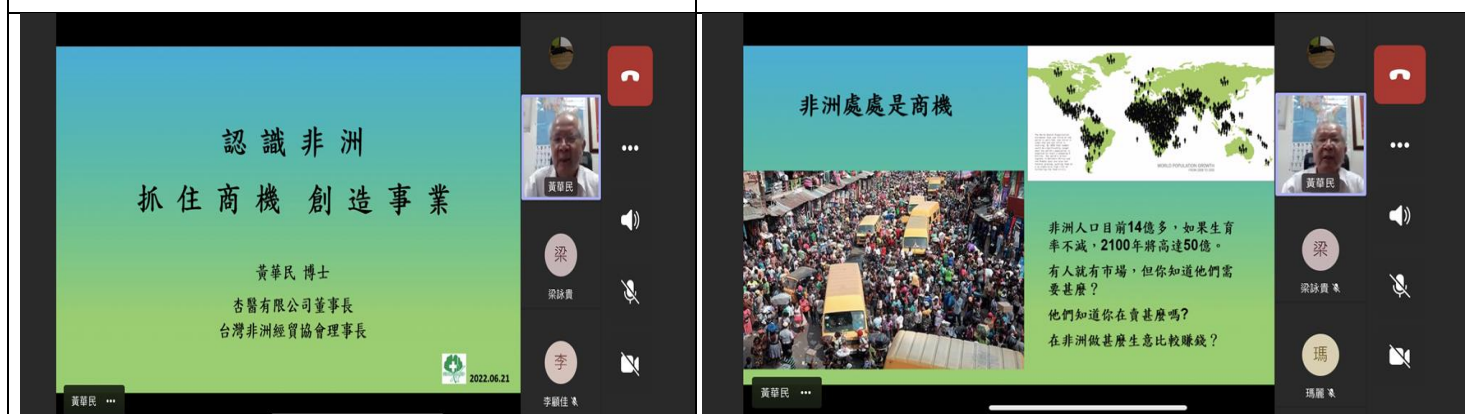 認識非洲
抓住商機 創造事業
黃華民 博士
杏醫有限公司董事長
台灣非洲經貿協會理事長
2022.06.21
黃華民
黃華民
梁
梁詠貴
李
李顧佳
非洲處處是商機
WORLD POPULATION GROWTH
非洲人口目前14億多，如果生育
率不減，2100年將高達50億。
有人就有市場，但你知道他們需
要甚麼？
他們知道你在賣甚麼嗎?
在非洲做甚麼生意比較賺錢？
黃華民
黃華民
梁
梁詠貴
瑪
瑪麗